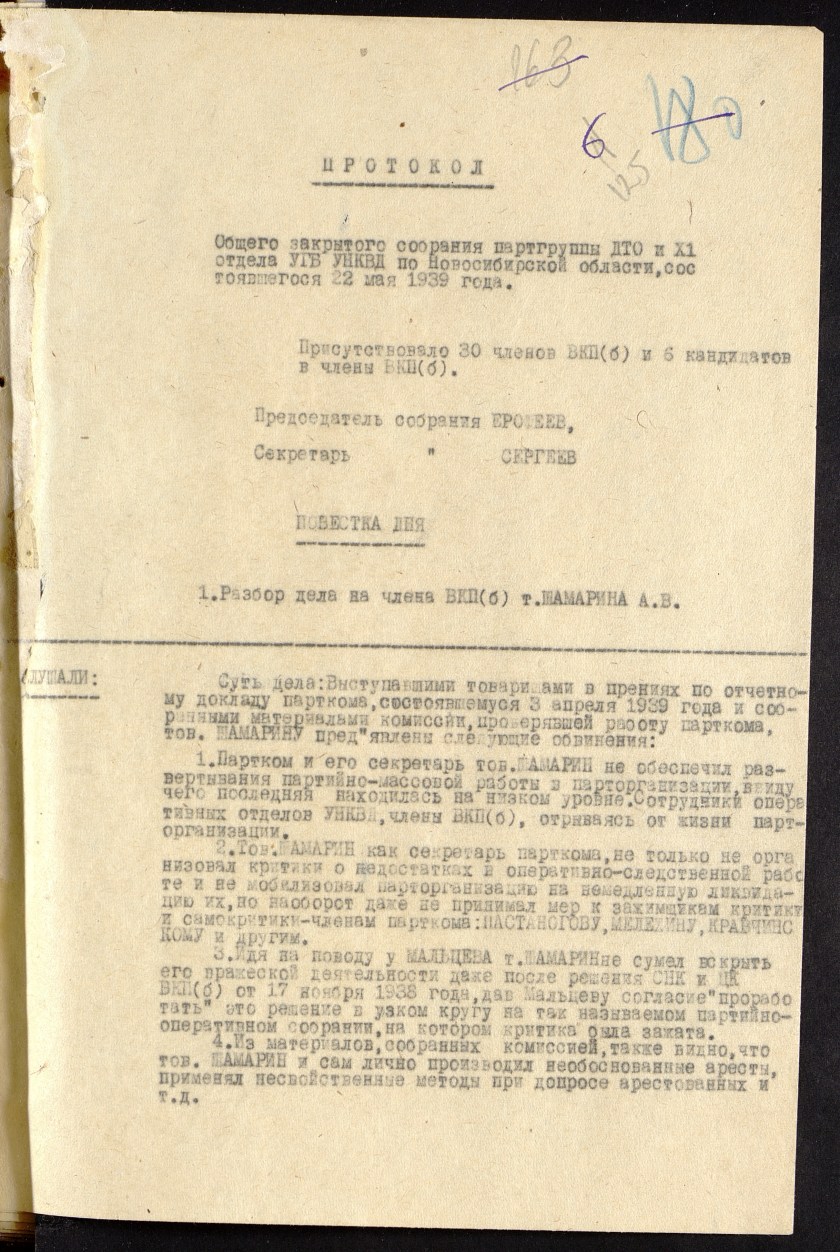 163
6
180
125
ПРОТОКОЛ
Общего закрытого собрания партгруппы ДТО и Х1
отдела УГБ УНКВД по Новосибирской области,сос
тоявшегося 22 мая 1939 года.
Присутствовало 30 членов ВКП(б) и 6 кандидатов
в члены ВКП(б).
Председатель собрания ЕРОФЕЕВ,
Секретарь " СЕРГЕЕВ
ПОВЕСТКА ДНЯ
1.Разбор дела на члена ВКП(б) т.ШАМАРИНА А.В.
ЛУШАЛИ:
Суть дела:Выступавшими товарищами в прениях по отчетно-
му докладу парткома,состоявшемуся 3 апреля 1939 года и соб-
ранными материалами комиссии,проверявшей работу парткома,
тов. ШАМАРИНУ пред"явлены следующие обвинения:
1.Партком и его секретарь тов.ШАМАРИН не обеспечил раз-
вертывания партийно-массовой работы в парторганизации,ввиду
чего последняя находилась на низком уровне.Сотрудники опера
тивных отделов УНКВД,члены ВКП(б), отрываясь от жизни парт-
организации.
2.Тов.ШАМАРИН как секретарь парткома,не только не орга
низовал критики о недостатках в оперативно-следственной рабо
те и не мобилизовал парторганизацию на немедленную ликвида-
цию их,но наоборот даже не принимал мер к зажимщикам критики
и самокритики-членам парткома:ПАСТАНОГОВУ,МЕЛЕХИНУ,КРАВЧИНС
КОМУ и другим.
3.Идя на поводу у МАЛЬЦЕВА т.ШАМАРИНне сумел вскрыть
его вражеской деятельности даже после решения СНК и ЦК
ВКП(б) от 17 ноября 1938 года,дав Мальцеву согласие"прорабо
тать" это решение в узком кругу на так называемом партийно-
оперативном собрании,на котором критика была зажата.
4.Из материалов,собранных комиссией,также видно,что
тов. ШАМАРИН и сам лично производил необоснованные аресты,
применял несвойственные методы при допросе арестованных и
т.д.